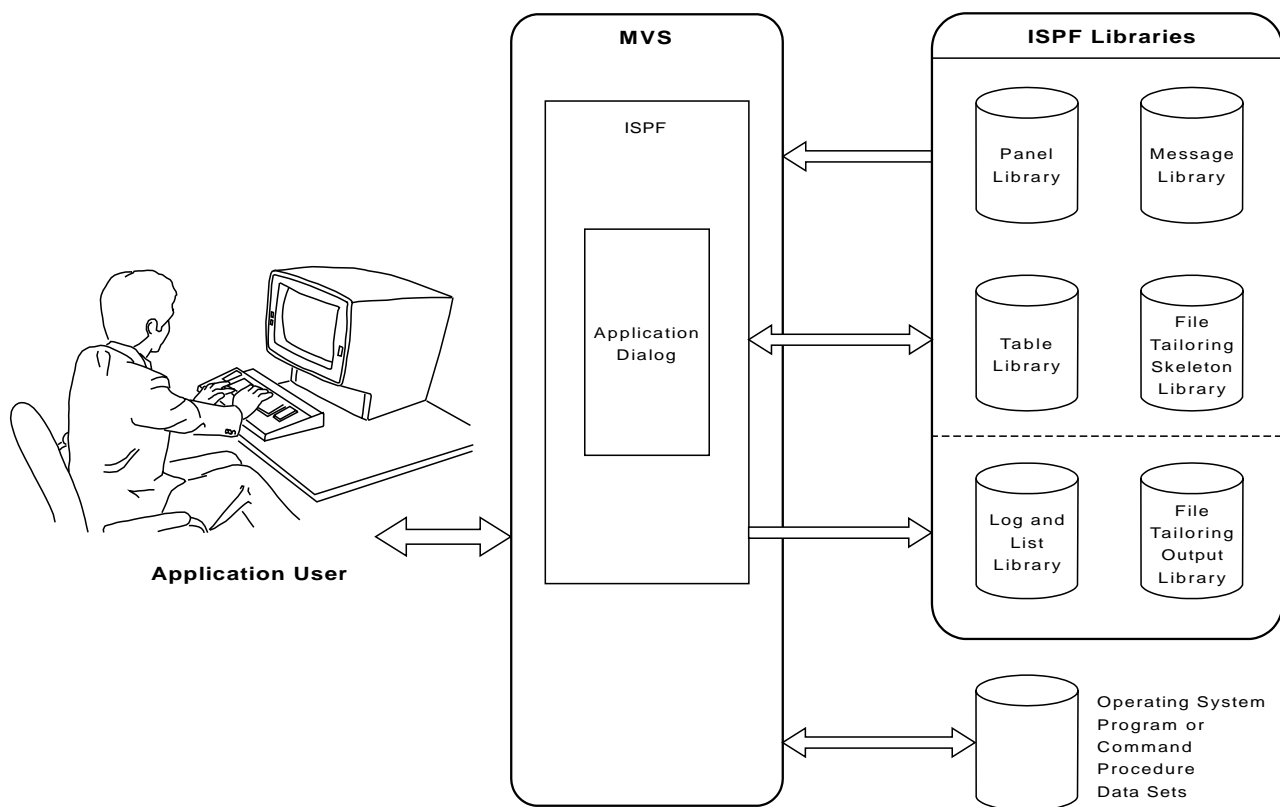 MVS
ISPF
Application
Dialog
Application User
ISPF Libraries
Panel
Library
Message
Library
Table
Library
File
Tailoring
Skeleton
Library
Log and
List
Library
File
Tailoring
Output
Library
Operating System
Program or
Command
Procedure
Data Sets